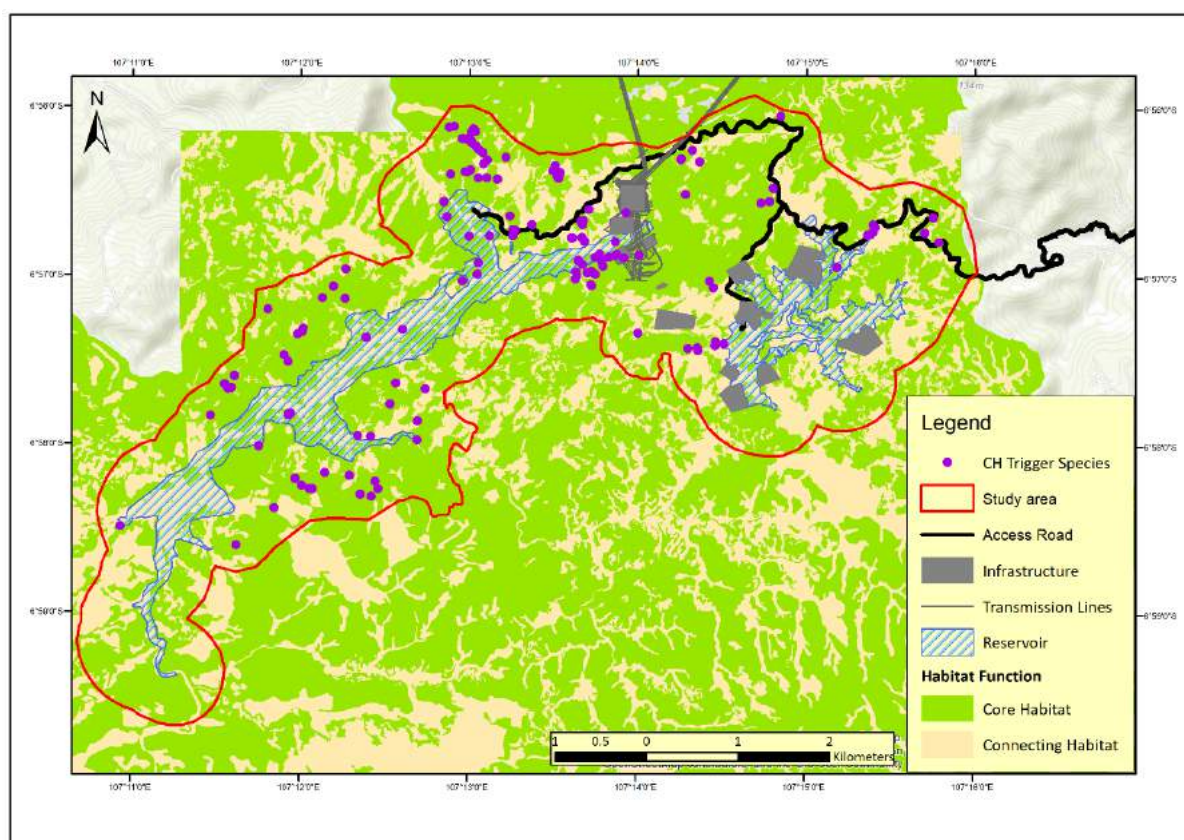 107°11'0"E 107°12'0"E 107°13'0"E 107°14'0"E 107°15'0"E 107°16'0"E
N
134m
6°56'0"S 6°56'0"S
6°57'0"S 6°57'0"S
6°58'0"S 6°58'0"S
6°59'0"S 6°59'0"S
Legend
CH Trigger Species
Study area
Access Road
Infrastructure
Transmission Lines
Reservoir
Habitat Function
Core Habitat
Connecting Habitat
1 0.5 0 1 2
Kilometers
107°11'0"E 107°12'0"E 107°13'0"E 107°14'0"E 107°15'0"E 107°16'0"E